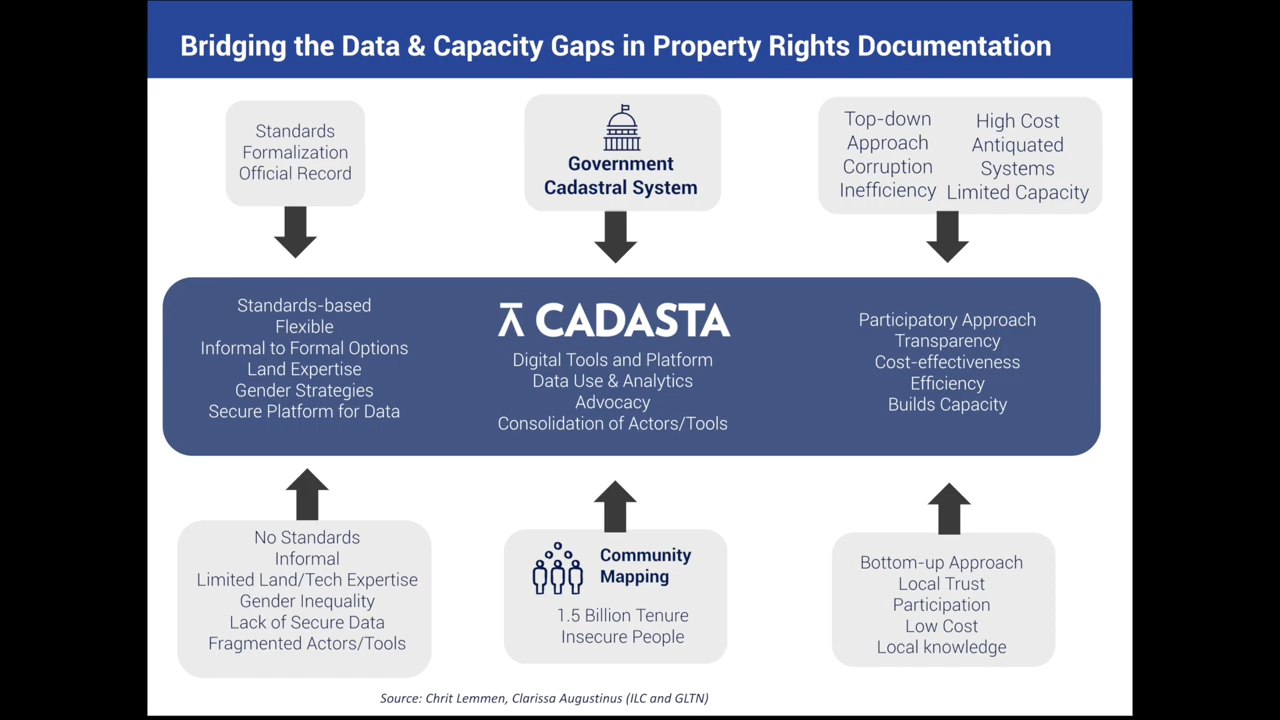 Bridging the Data & Capacity Gaps in Property Rights Documentation
Standards
Formalization
Official Record
Government
Cadastral System
Top-down
Approach
Corruption
Inefficiency
High Cost
Antiquated
Systems
Limited Capacity
Standards-based
Flexible
Informal to Formal Options
Land Expertise
Gender Strategies
Secure Platform for Data
CADASTA
Digital Tools and Platform
Data Use & Analytics
Advocacy
Consolidation of Actors/Tools
Participatory Approach
Transparency
Cost-effectiveness
Efficiency
Builds Capacity
No Standards
Informal
Limited Land/Tech Expertise
Gender Inequality
Lack of Secure Data
Fragmented Actors/Tools
Community
Mapping
1.5 Billion Tenure
Insecure People
Bottom-up Approach
Local Trust
Participation
Low Cost
Local knowledge
Source: Chrit Lemmen, Clarissa Augustinus (ILC and GLTN)